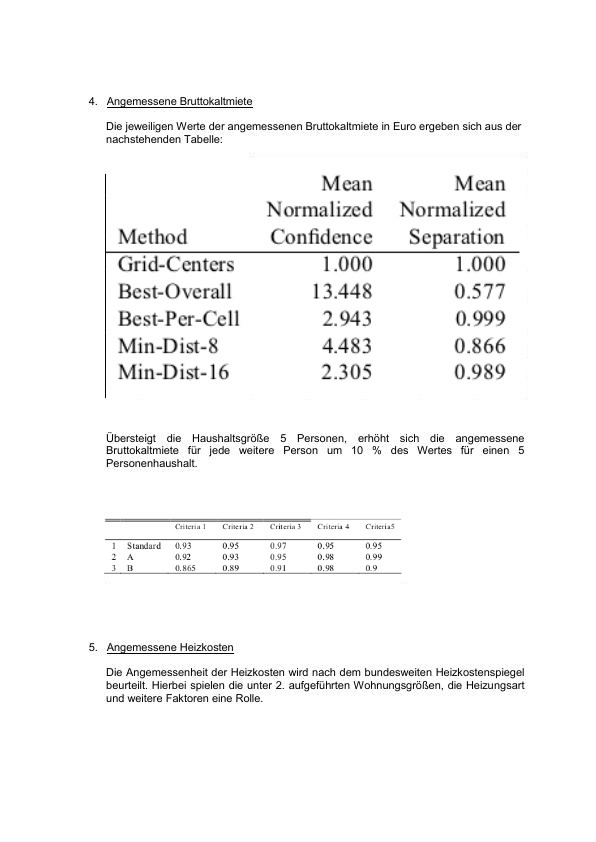 4. Angemessene Bruttokaltmiete
Die jeweiligen Werte der angemessenen Bruttokaltmiete in Euro ergeben sich aus der
nachstehenden Tabelle:
Mean Mean
Normalized Normalized
Method Confidence Separation
Grid-Centers 1.000 1.000
Best-Overall 13.448 0.577
Best-Per-Cell 2.943 0.999
Min-Dist-8 4.483 0.866
Min-Dist-16 2.305 0.989
Übersteigt die Haushaltsgröße 5 Personen, erhöht sich die angemessene
Bruttokaltmiete für jede weitere Person um 10 % des Wertes für einen 5
Personenhaushalt.
Criteria 1 Criteria 2 Criteria 3 Criteria 4 Criteria5
1 Standard 0.93 0.95 0.97 0.95 0.95
2 A 0.92 0.93 0.95 0.98 0.99
3 B 0.865 0.89 0.91 0.98 0.9
5. Angemessene Heizkosten
Die Angemessenheit der Heizkosten wird nach dem bundesweiten Heizkostenspiegel
beurteilt. Hierbei spielen die unter 2. aufgeführten Wohnungsgrößen, die Heizungsart
und weitere Faktoren eine Rolle.